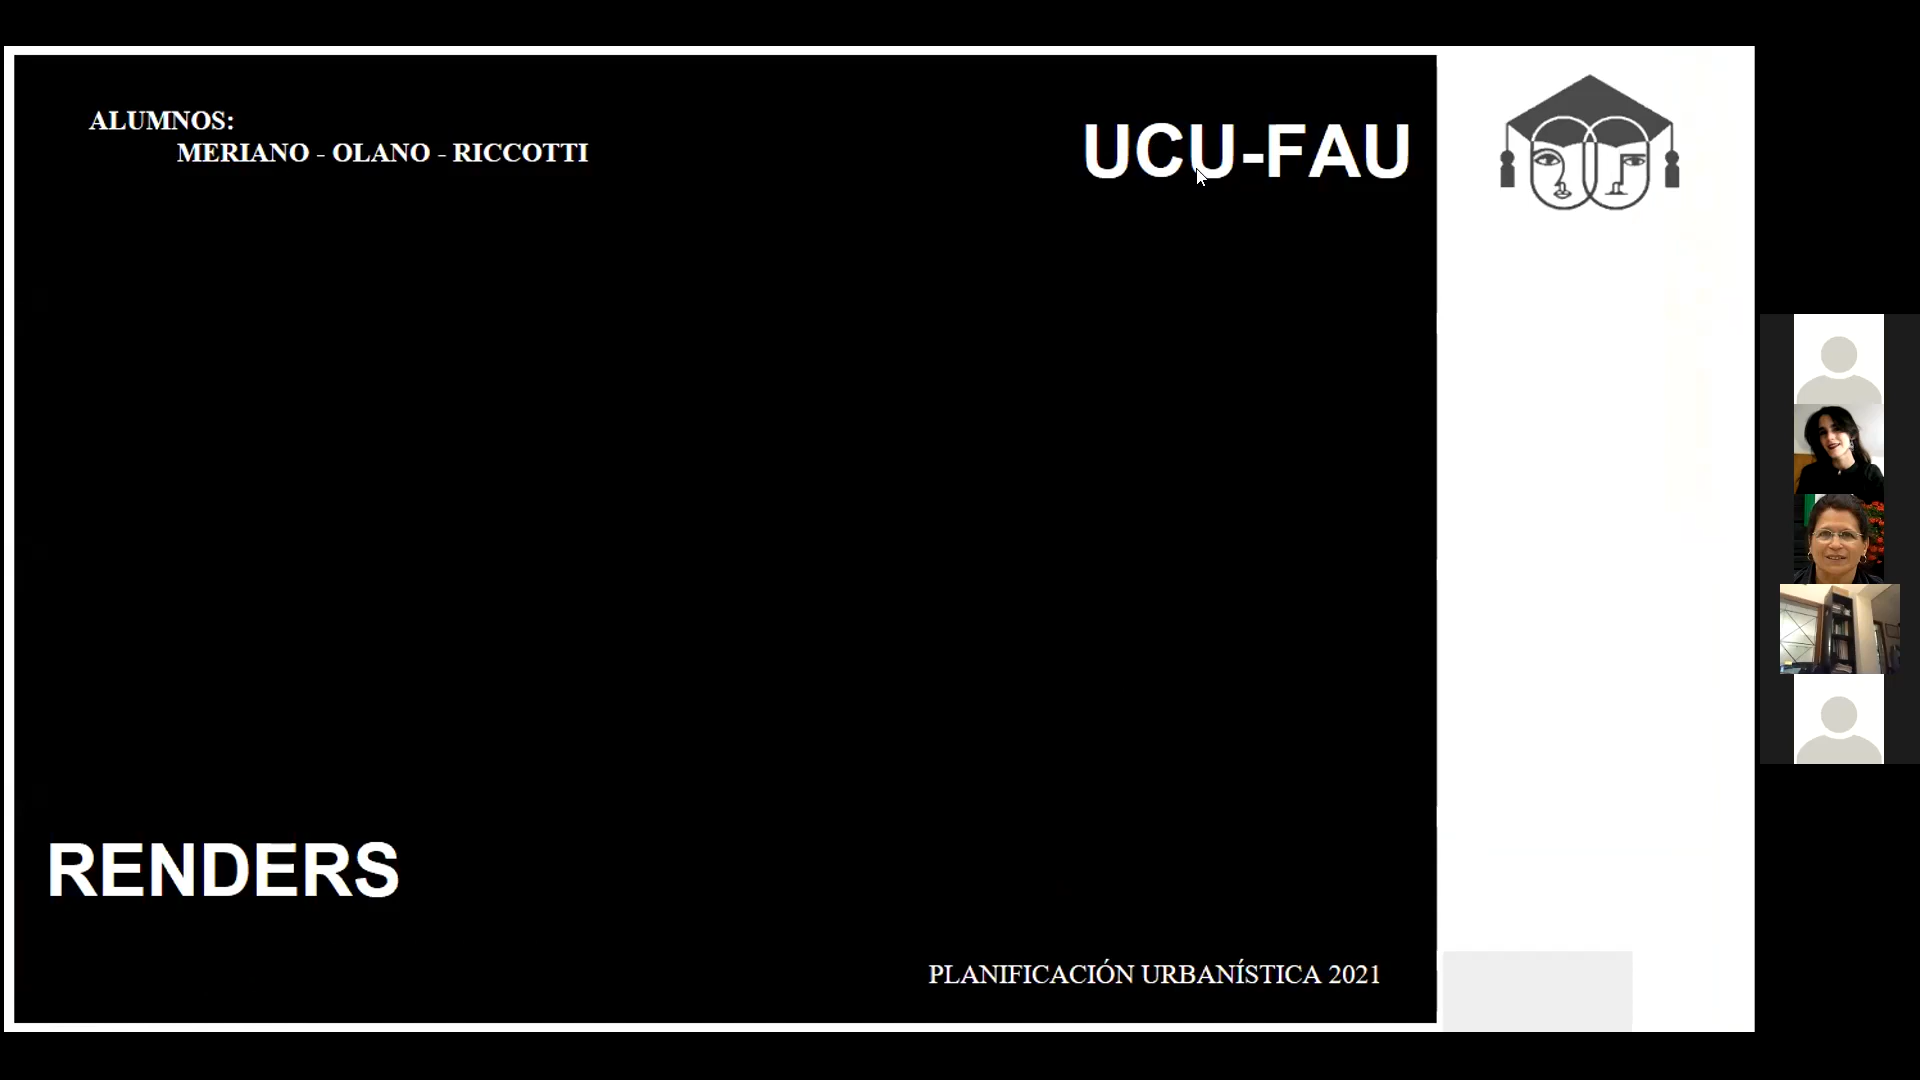 ALUMNOS:
MERIANO - OLANO - RICCOTTI
UCU-FAU
RENDERS
PLANIFICACIÓN URBANÍSTICA 2021